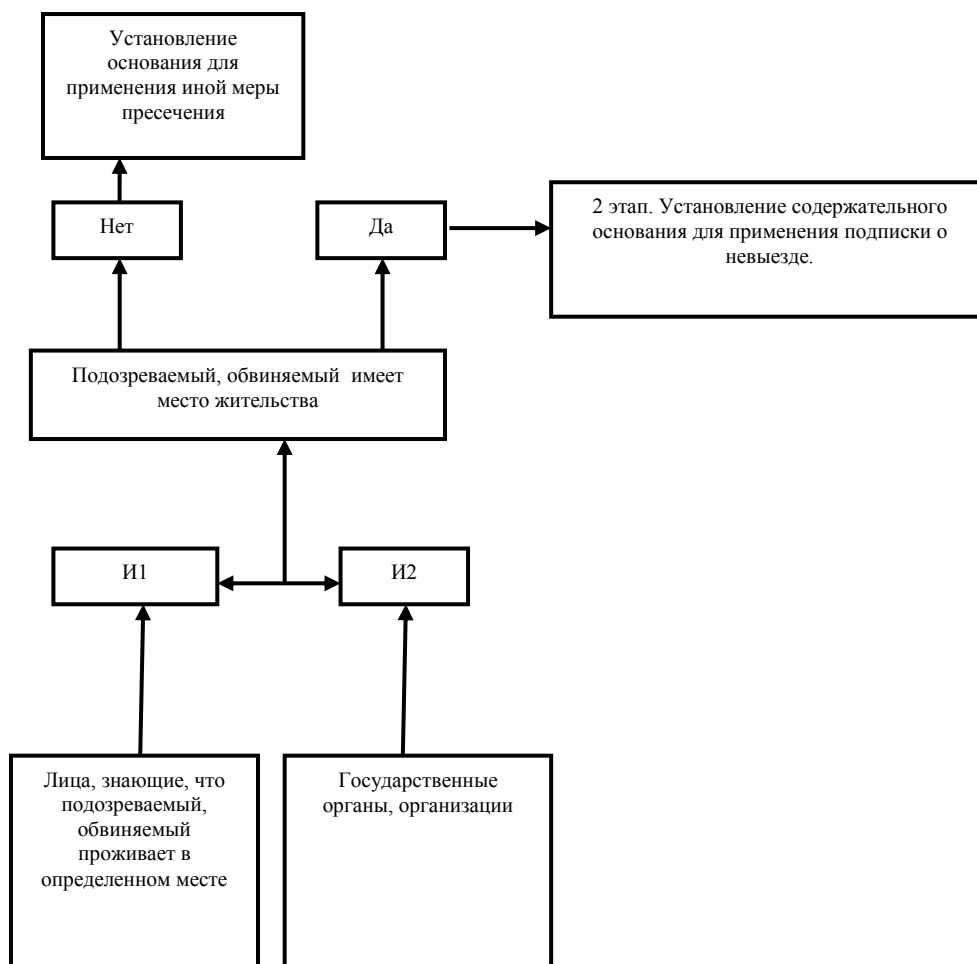 Установление
основания для
применения иной меры
пресечения
Нет
Да
2 этап. Установление содержательного
основания для применения подписки о
невыезде.
Подозреваемый, обвиняемый  имеет
место жительства
И1
И2
Лица, знающие, что
подозреваемый,
обвиняемый
проживает в
определенном месте
Государственные
органы, организации